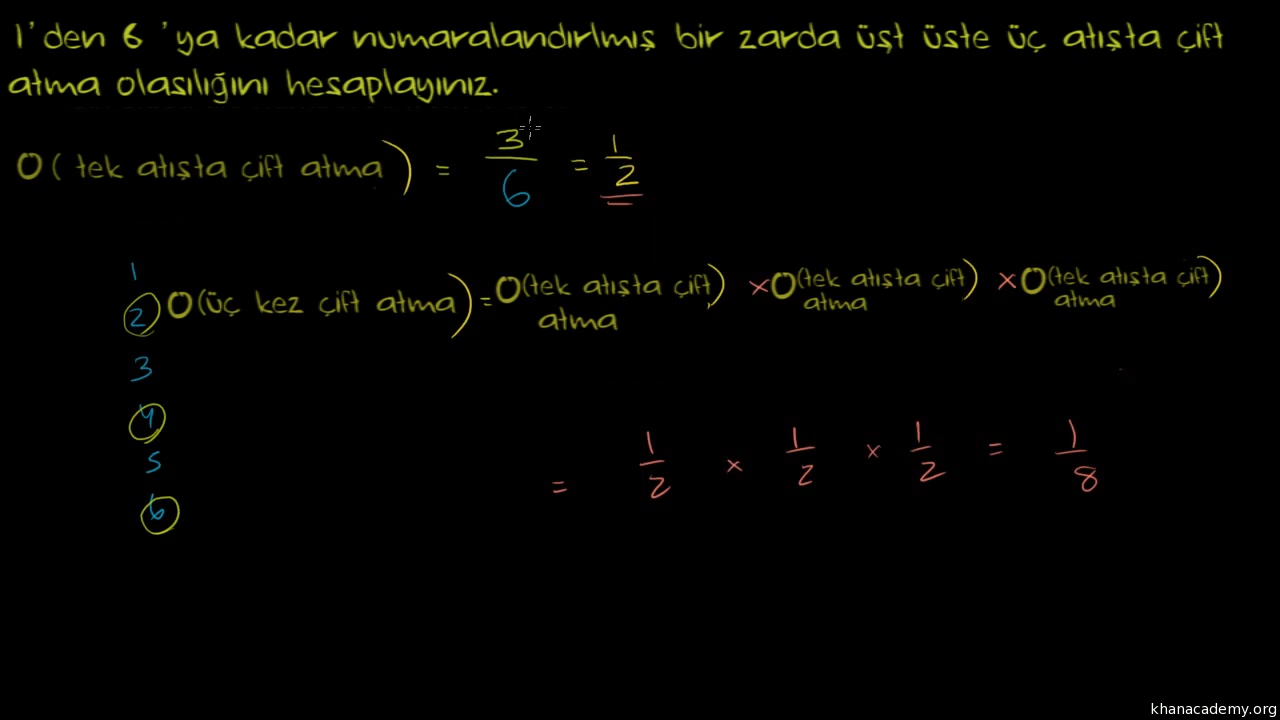 1'den 6 'ya kadar numaralandırlmış bir zarda üşt üste üç atışta çift
atma olasılığını hesaplayınız.
O( tek atışta çift atma ) = 3/6 = 1/2
1
2
3
4
5
6
O(üç kez çift atma) = O(tek atışta çift atma) × O(tek atışta çift atma) × O(tek atışta çift atma)
= 1/2 × 1/2 × 1/2 = 1/8
khanacademy.org